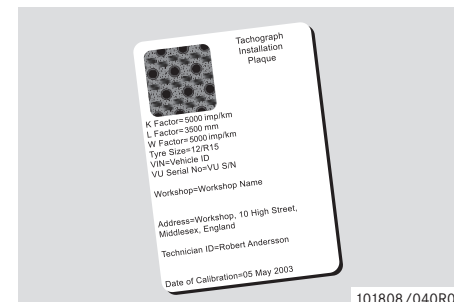 Tachograph
Installation
Plaque
K Factor=5000 imp/km
L Factor=3500 mm
W Factor=5000 imp/km
Tyre Size=12/R15
VIN=Vehicle ID
VU Serial No=VU S/N
Workshop=Workshop Name
Address=Workshop, 10 High Street,
Middlesex, England
Technician ID=Robert Andersson
Date of Calibration=05 May 2003